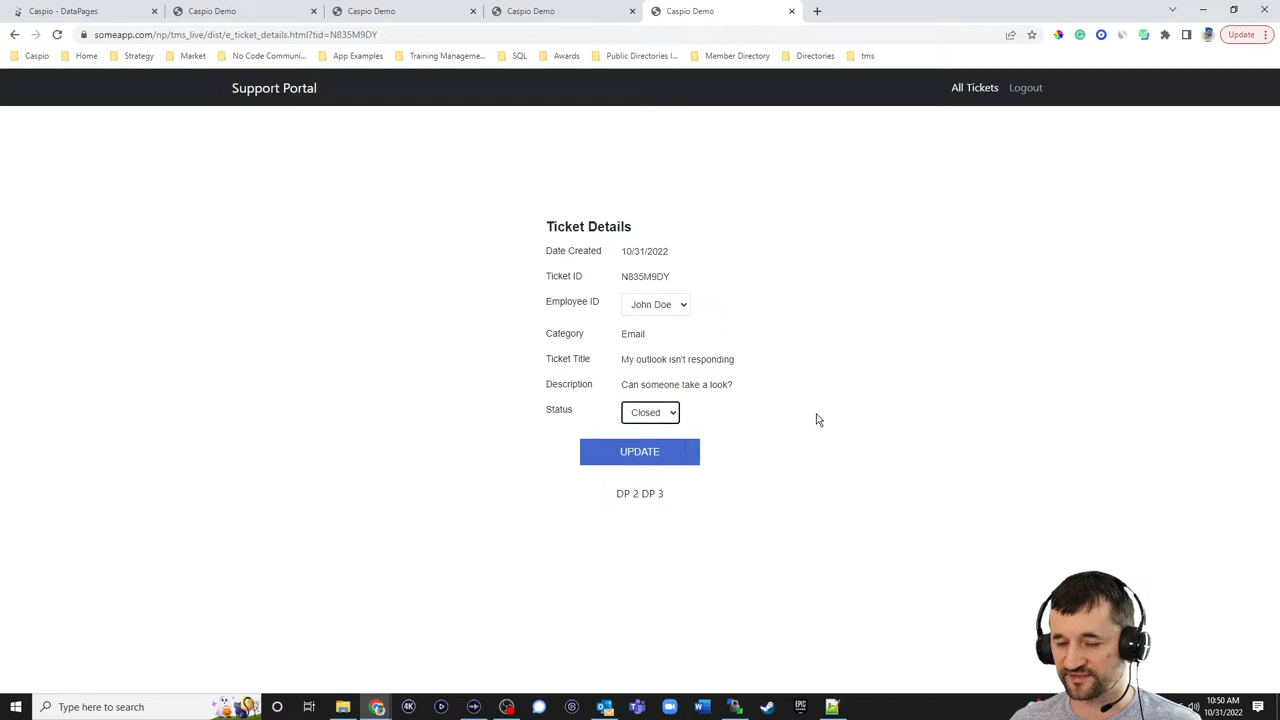 Caspio - DataPages
Caspio Demo
Caspio Demo
Caspio Demo
Caspio Demo
someapp.com/np/tms_live/dist/e_ticket_details.html?tid=N835M9DY
Update
Caspio
Home
Strategy
Market
No Code Communi...
App Examples
Training Manageme...
SQL
Awards
Public Directories I...
Member Directory
Directories
tms
Support Portal
All Tickets
Logout
Ticket Details
Date Created 10/31/2022
Ticket ID N835M9DY
Employee ID John Doe
Category Email
Ticket Title My outlook isn't responding
Description Can someone take a look?
Status Closed
UPDATE
DP 2 DP 3
Type here to search
4K
EPIC GAMES
10:50 AM
10/31/2022